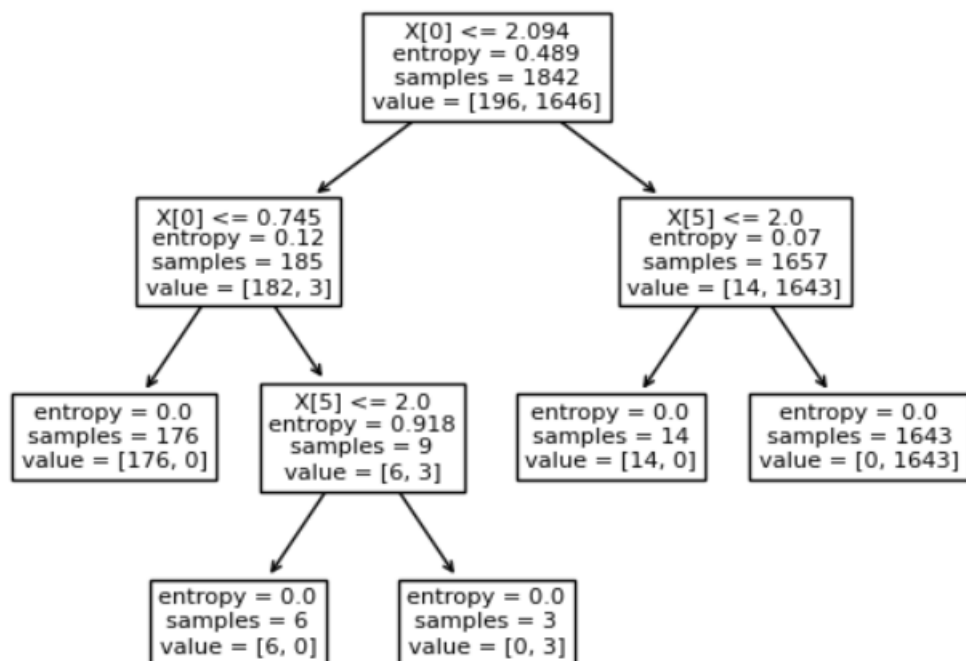 X[0] <= 2.094
entropy = 0.489
samples = 1842
value = [196, 1646]
X[0] <= 0.745
entropy = 0.12
samples = 185
value = [182, 3]
X[5] <= 2.0
entropy = 0.07
samples = 1657
value = [14, 1643]
entropy = 0.0
samples = 176
value = [176, 0]
X[5] <= 2.0
entropy = 0.918
samples = 9
value = [6, 3]
entropy = 0.0
samples = 14
value = [14, 0]
entropy = 0.0
samples = 1643
value = [0, 1643]
entropy = 0.0
samples = 6
value = [6, 0]
entropy = 0.0
samples = 3
value = [0, 3]